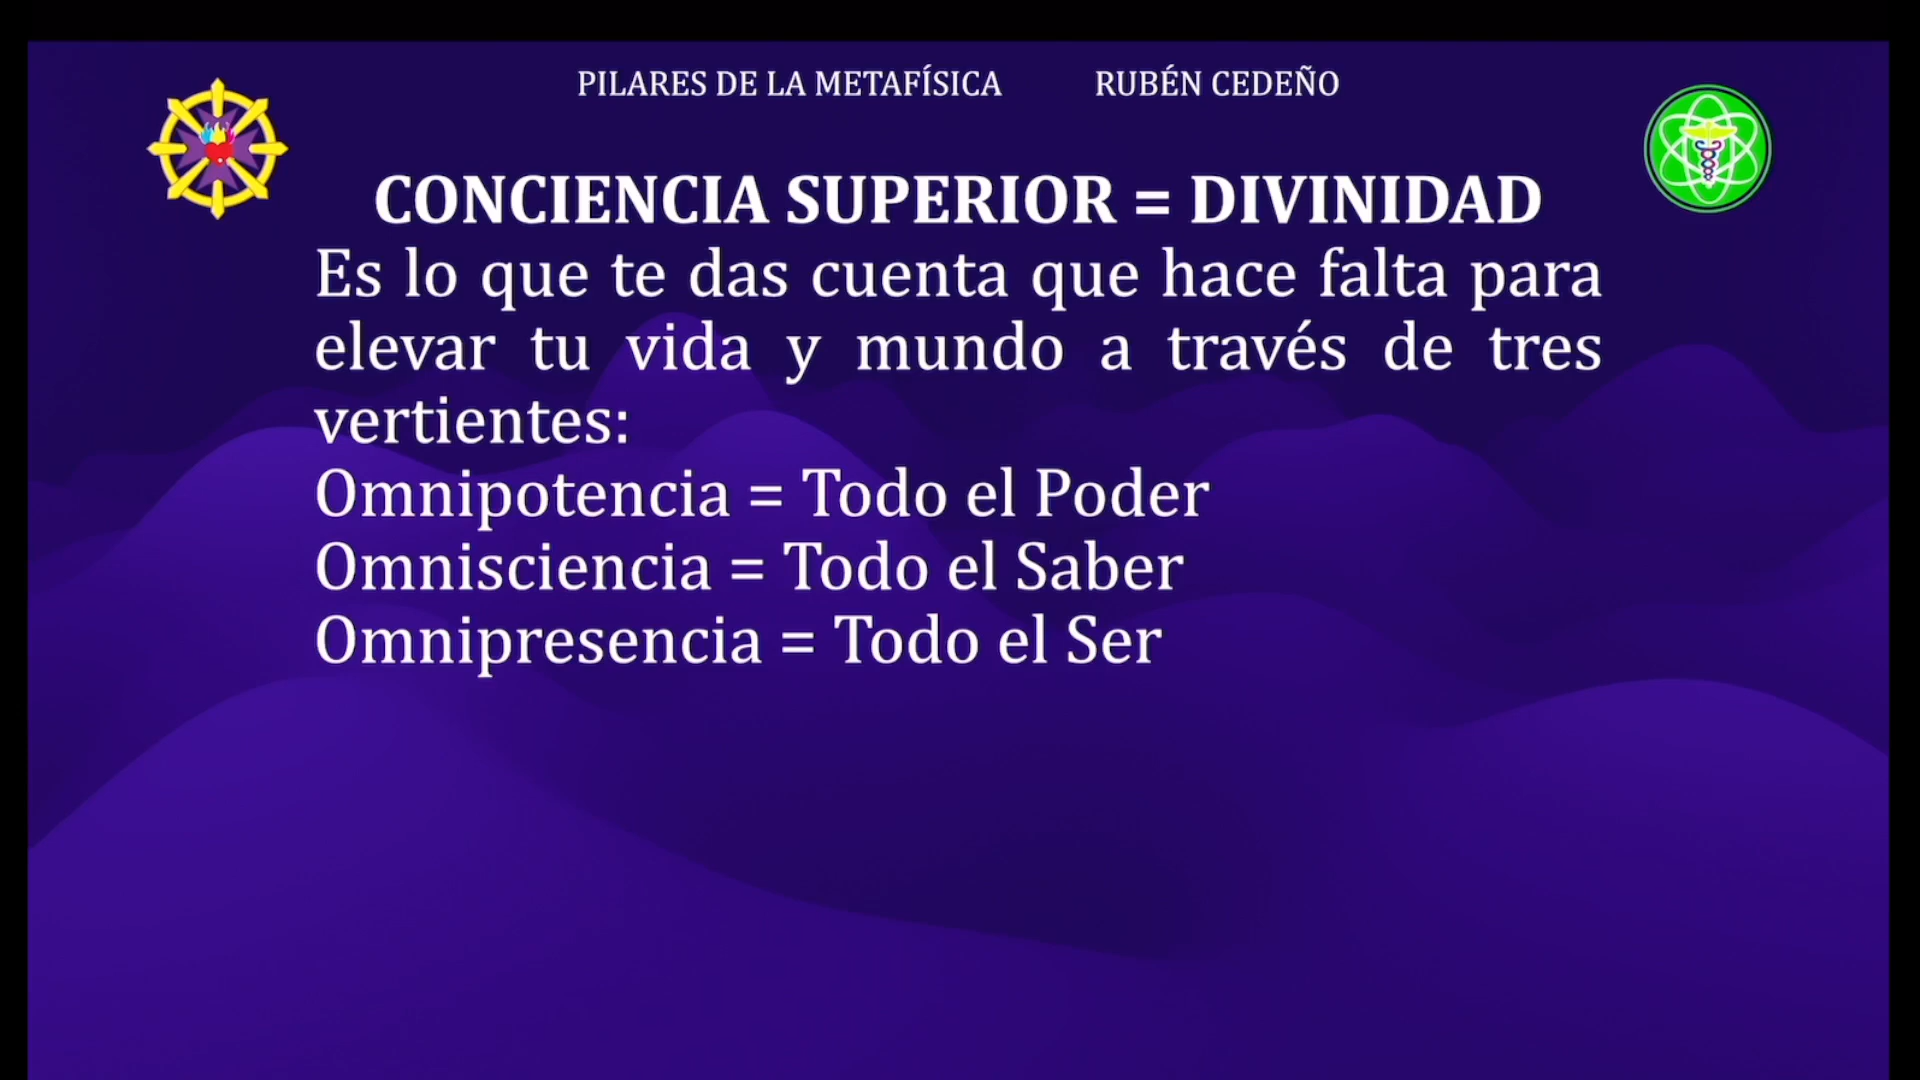 PILARES DE LA METAFÍSICA RUBÉN CEDEÑO
CONCIENCIA SUPERIOR = DIVINIDAD
Es lo que te das cuenta que hace falta para
elevar tu vida y mundo a través de tres
vertientes:
Omnipotencia = Todo el Poder
Omnisciencia = Todo el Saber
Omnipresencia = Todo el Ser